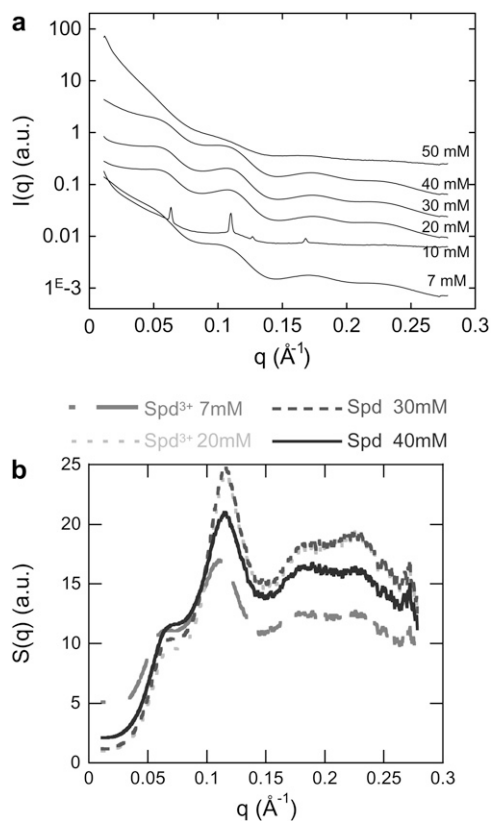 a
100
10
1
0.1
0.01
1ᴱ-3
I(q) (a.u.)
50 mM
40 mM
30 mM
20 mM
10 mM
7 mM
0 0.05 0.1 0.15 0.2 0.25 0.3
q (Å⁻¹)
Spd³⁺ 7mM Spd 30mM
Spd³⁺ 20mM Spd 40mM
b
25
20
15
10
5
0
S(q) (a.u.)
0 0.05 0.1 0.15 0.2 0.25 0.3
q (Å⁻¹)